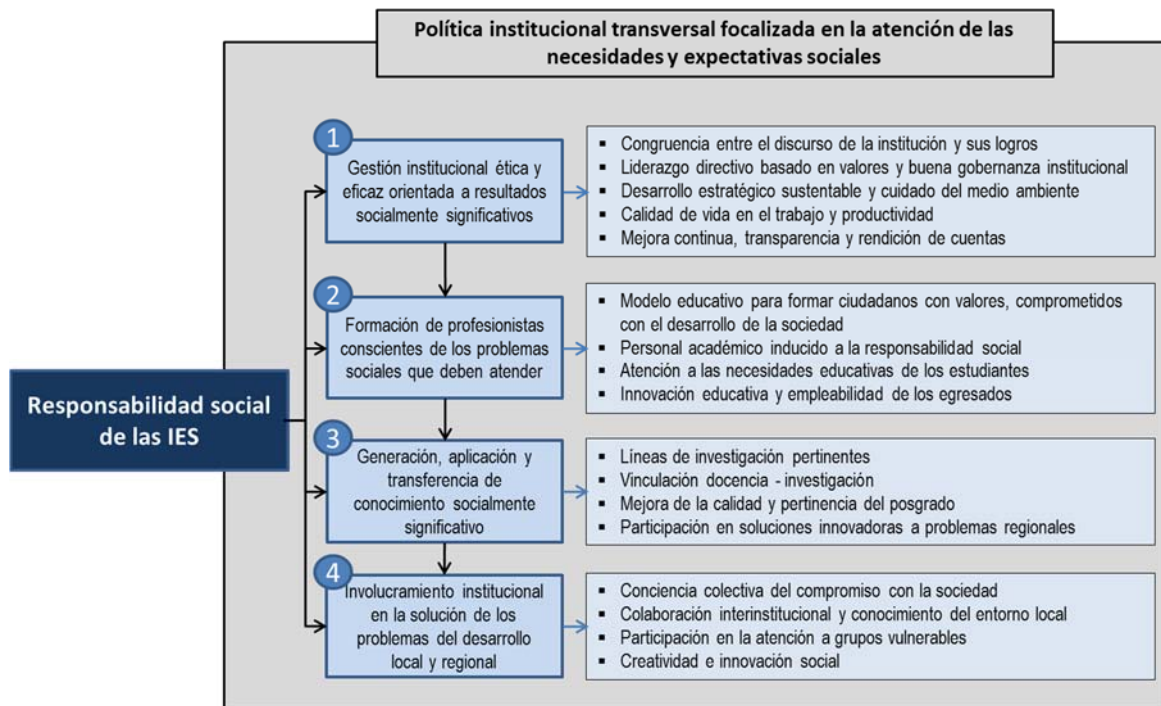 Política institucional transversal focalizada en la atención de las
necesidades y expectativas sociales
Responsabilidad social
de las IES
1
Gestión institucional ética y
eficaz orientada a resultados
socialmente significativos
▪ Congruencia entre el discurso de la institución y sus logros
▪ Liderazgo directivo basado en valores y buena gobernanza institucional
▪ Desarrollo estratégico sustentable y cuidado del medio ambiente
▪ Calidad de vida en el trabajo y productividad
▪ Mejora continua, transparencia y rendición de cuentas
2
Formación de profesionistas
conscientes de los problemas
sociales que deben atender
▪ Modelo educativo para formar ciudadanos con valores, comprometidos
con el desarrollo de la sociedad
▪ Personal académico inducido a la responsabilidad social
▪ Atención a las necesidades educativas de los estudiantes
▪ Innovación educativa y empleabilidad de los egresados
3
Generación, aplicación y
transferencia de
conocimiento socialmente
significativo
▪ Líneas de investigación pertinentes
▪ Vinculación docencia - investigación
▪ Mejora de la calidad y pertinencia del posgrado
▪ Participación en soluciones innovadoras a problemas regionales
4
Involucramiento institucional
en la solución de los
problemas del desarrollo
local y regional
▪ Conciencia colectiva del compromiso con la sociedad
▪ Colaboración interinstitucional y conocimiento del entorno local
▪ Participación en la atención a grupos vulnerables
▪ Creatividad e innovación social